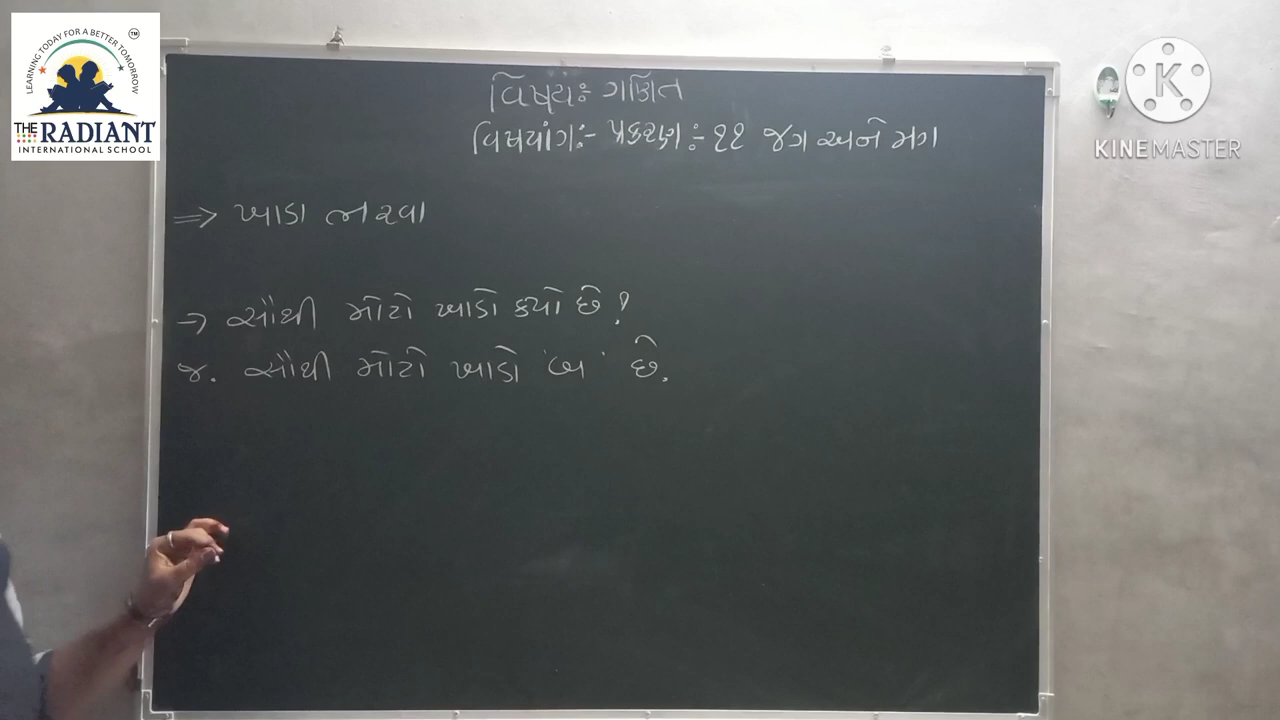 LEARNING TODAY FOR A BETTER TOMORROW
TM
THE RADIANT
INTERNATIONAL SCHOOL
KINEMASTER
વિષયઃ ગણિત
વિષયાંગઃ- પ્રકરણઃ- ૧૧ જગ અને મગ
⇒ ખાડા ભરવા
→ સૌથી મોટો ખાડો કયો છે?
જ. સૌથી મોટો ખાડો 'બ' છે.